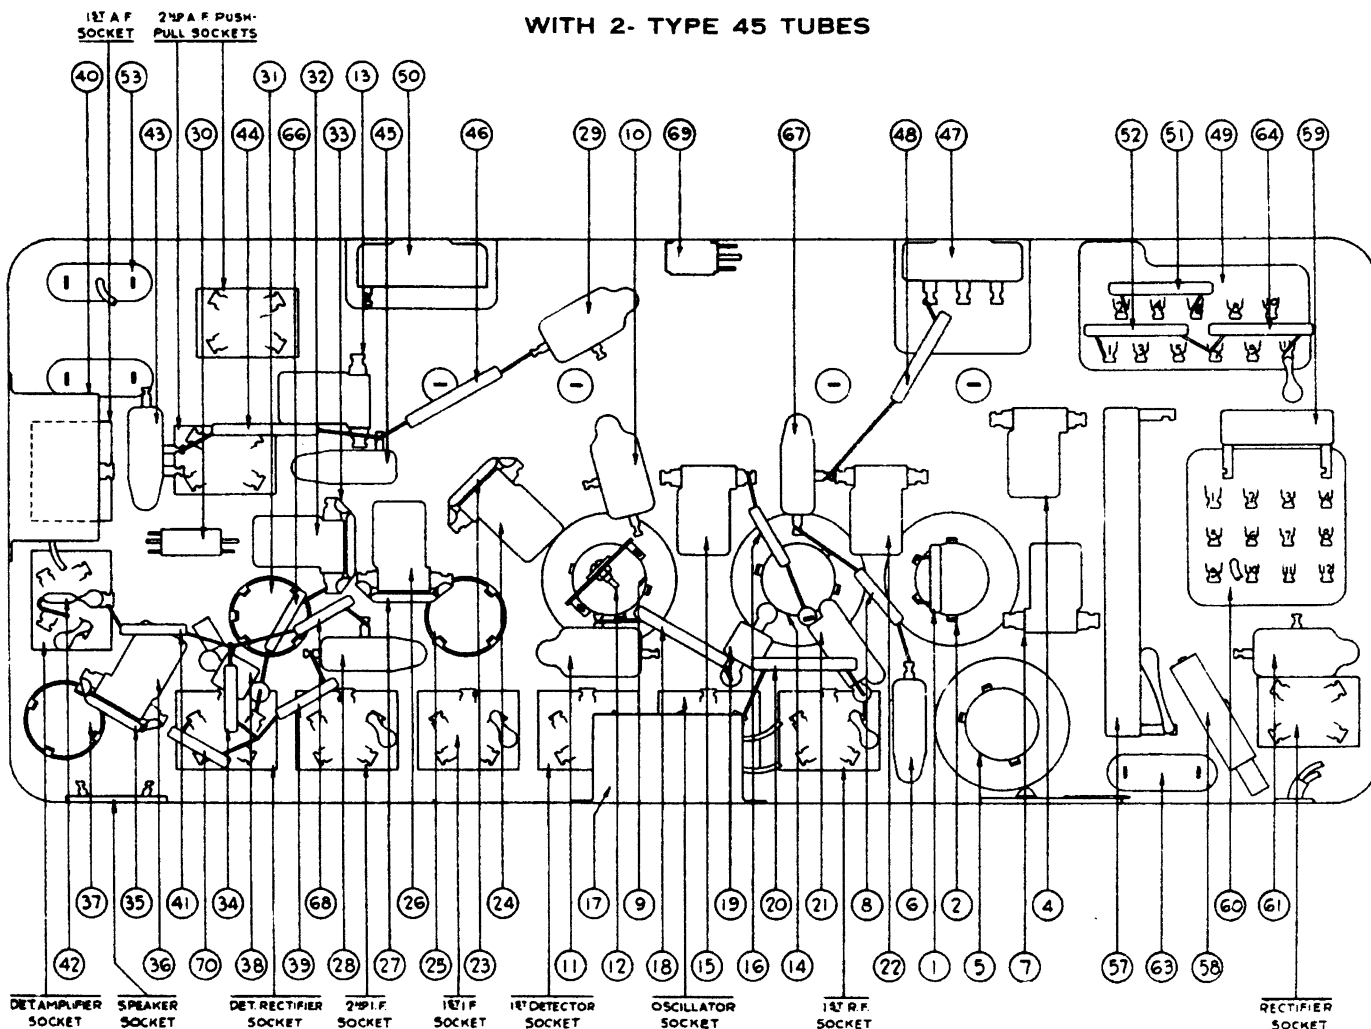 WITH 2- TYPE 45 TUBES
1ST A.F. SOCKET
2ND A.F. PUSH-PULL SOCKETS
40 53 31 32 13 50
43 30 44 66 33 45 46 29 10 69 67 48 47 52 51 49 64 59
37 35 41 34 68 26 24 17 9 19 20 21 8 6 2 4 60 61
42 36 70 38 39 28 27 25 23 11 12 18 15 16 14 22 1 5 7 57 63 58
DET. AMPLIFIER SOCKET
SPEAKER SOCKET
DET. RECTIFIER SOCKET
2ND I.F. SOCKET
1ST I F SOCKET
1ST DETECTOR SOCKET
OSCILLATOR SOCKET
1ST R.F. SOCKET
RECTIFIER SOCKET